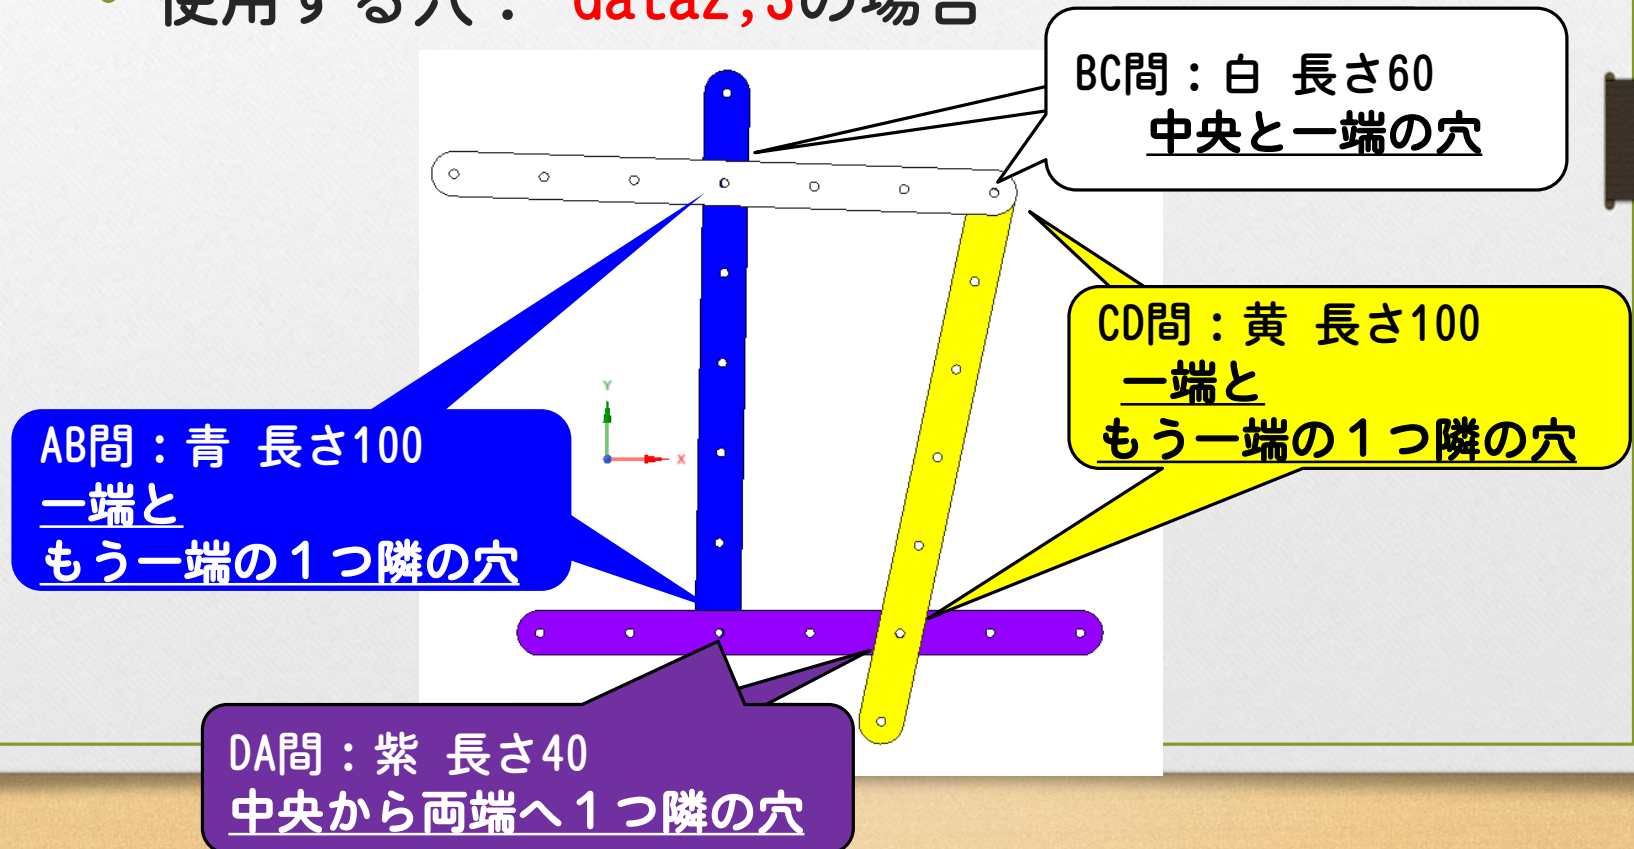 • 使用する穴： data2,3の場合
BC間：白 長さ60
中央と一端の穴
CD間：黄 長さ100
一端と
もう一端の１つ隣の穴
Y
X
AB間：青 長さ100
一端と
もう一端の１つ隣の穴
DA間：紫 長さ40
中央から両端へ１つ隣の穴